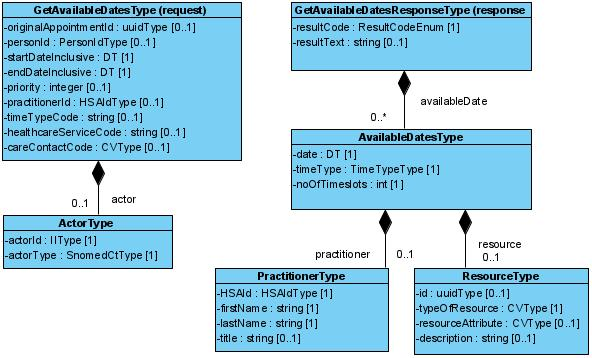 GetAvailableDatesType (request)
-originalAppointmentId : uuidType [0..1]
-personId : PersonIdType [0..1]
-startDateInclusive : DT [1]
-endDateInclusive : DT [1]
-priority : integer [0..1]
-practitionerId : HSAIdType [0..1]
-timeTypeCode : string [0..1]
-healthcareServiceCode : string [0..1]
-careContactCode : CVType [0..1]
0..1
actor
ActorType
-actorId : IIType [1]
-actorType : SnomedCtType [1]
GetAvailableDatesResponseType (response
-resultCode : ResultCodeEnum [1]
-resultText : string [0..1]
availableDate
0..*
AvailableDatesType
-date : DT [1]
-timeType : TimeTypeType [1]
-noOfTimeslots : int [1]
practitioner
0..1
resource
0..1
PractitionerType
-HSAId : HSAIdType [1]
-firstName : string [1]
-lastName : string [1]
-title : string [0..1]
ResourceType
-id : uuidType [0..1]
-typeOfResource : CVType [1]
-resourceAttribute : CVType [0..1]
-description : string [0..1]